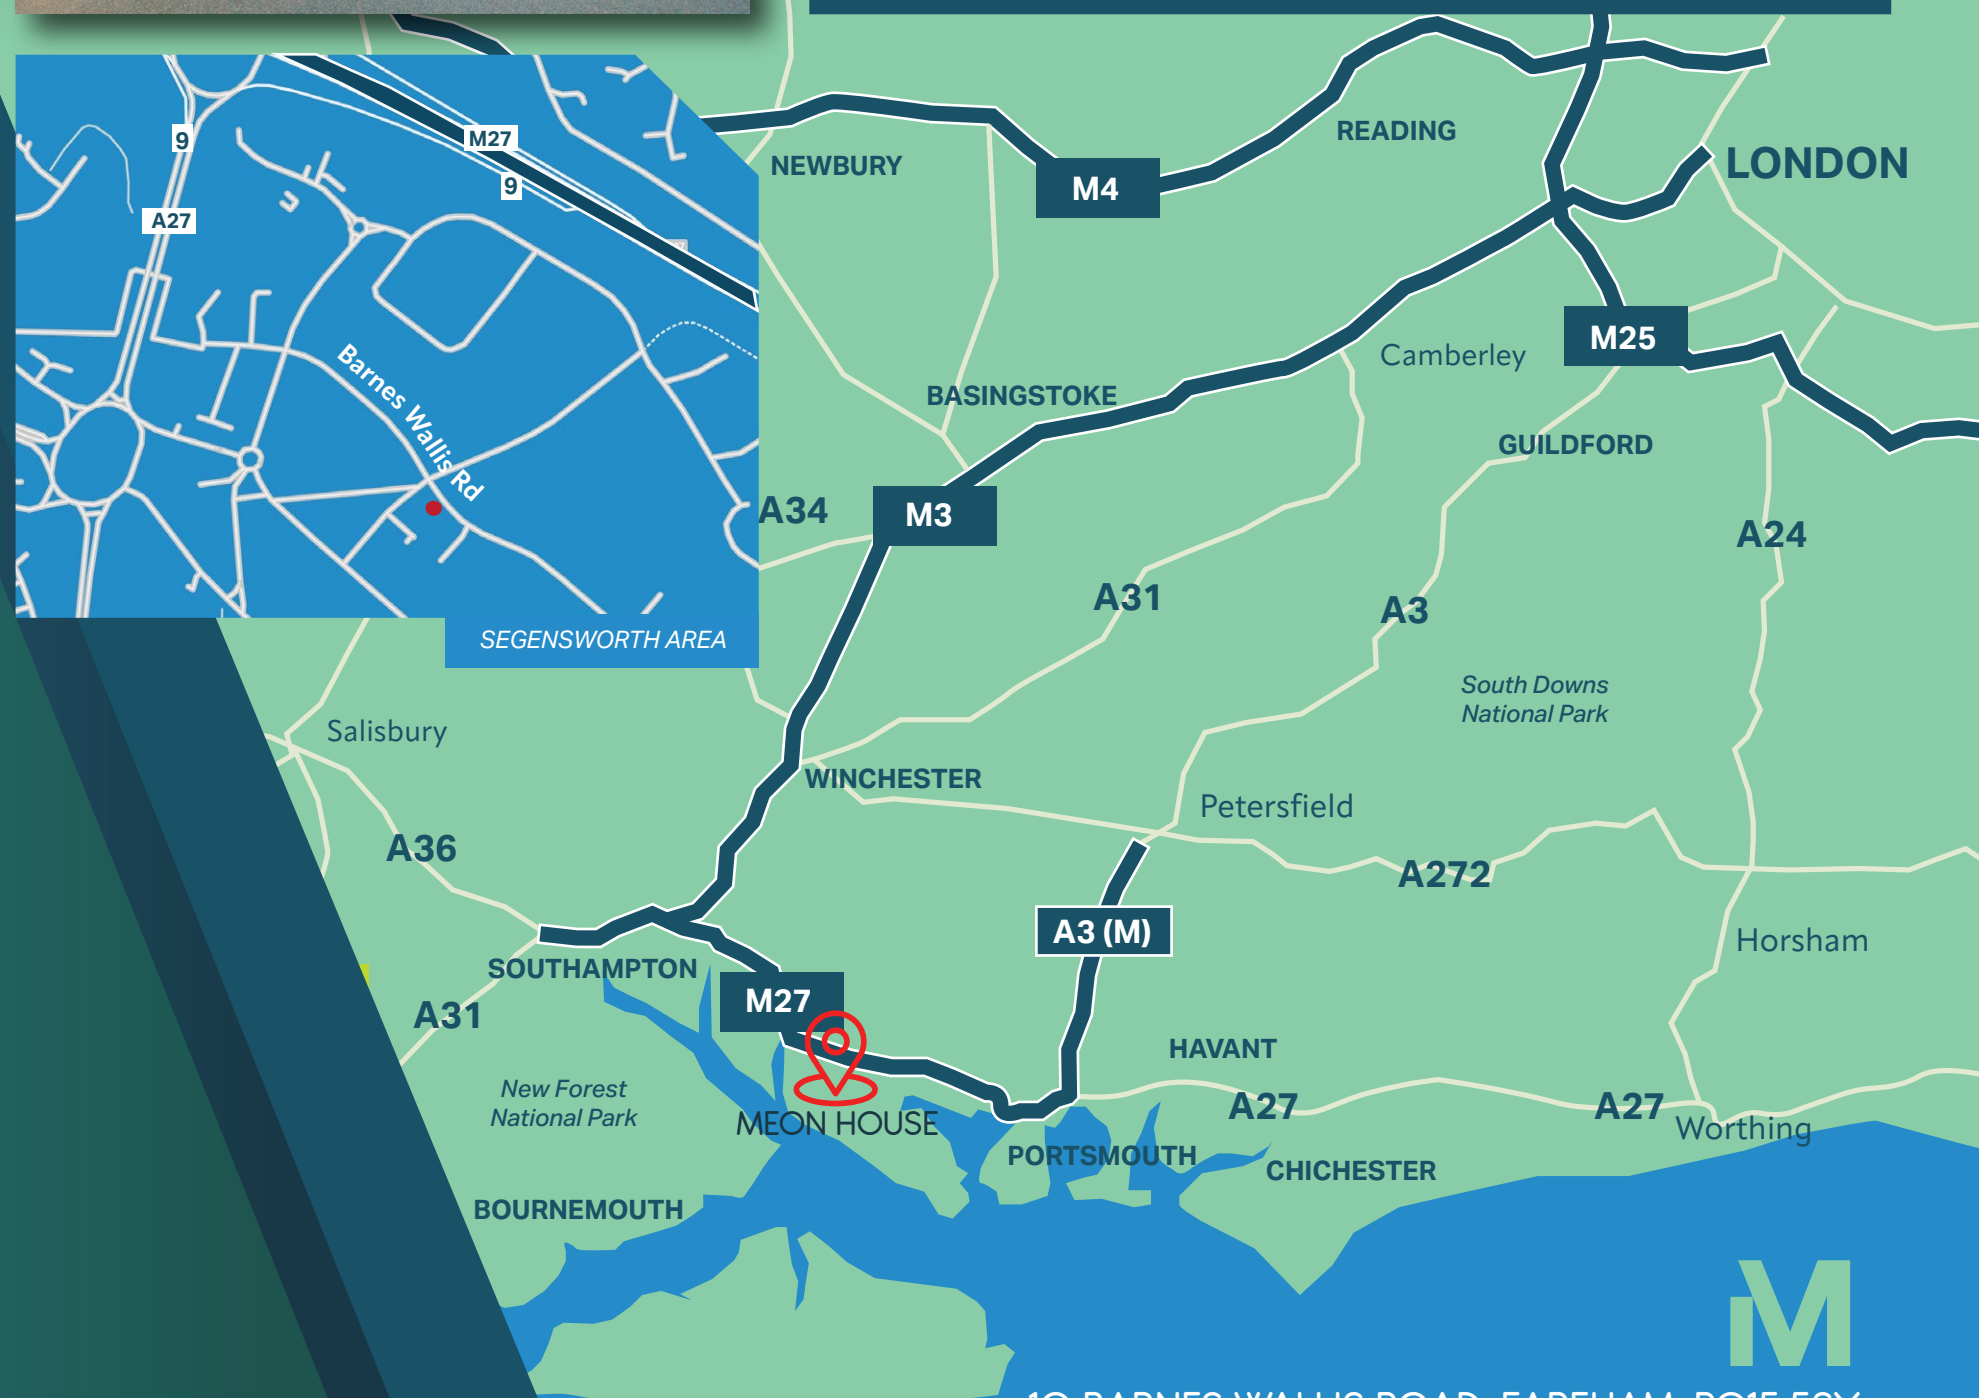 9
M27
9
A27
Barnes Wallis Rd
SEGENSWORTH AREA
READING
NEWBURY
M4
LONDON
M25
Camberley
BASINGSTOKE
GUILDFORD
A34
M3
A24
A31
A3
South Downs
National Park
Salisbury
WINCHESTER
Petersfield
A36
A272
A3 (M)
Horsham
SOUTHAMPTON
M27
A31
HAVANT
New Forest
National Park
A27
A27
MEON HOUSE
Worthing
PORTSMOUTH
CHICHESTER
BOURNEMOUTH
M